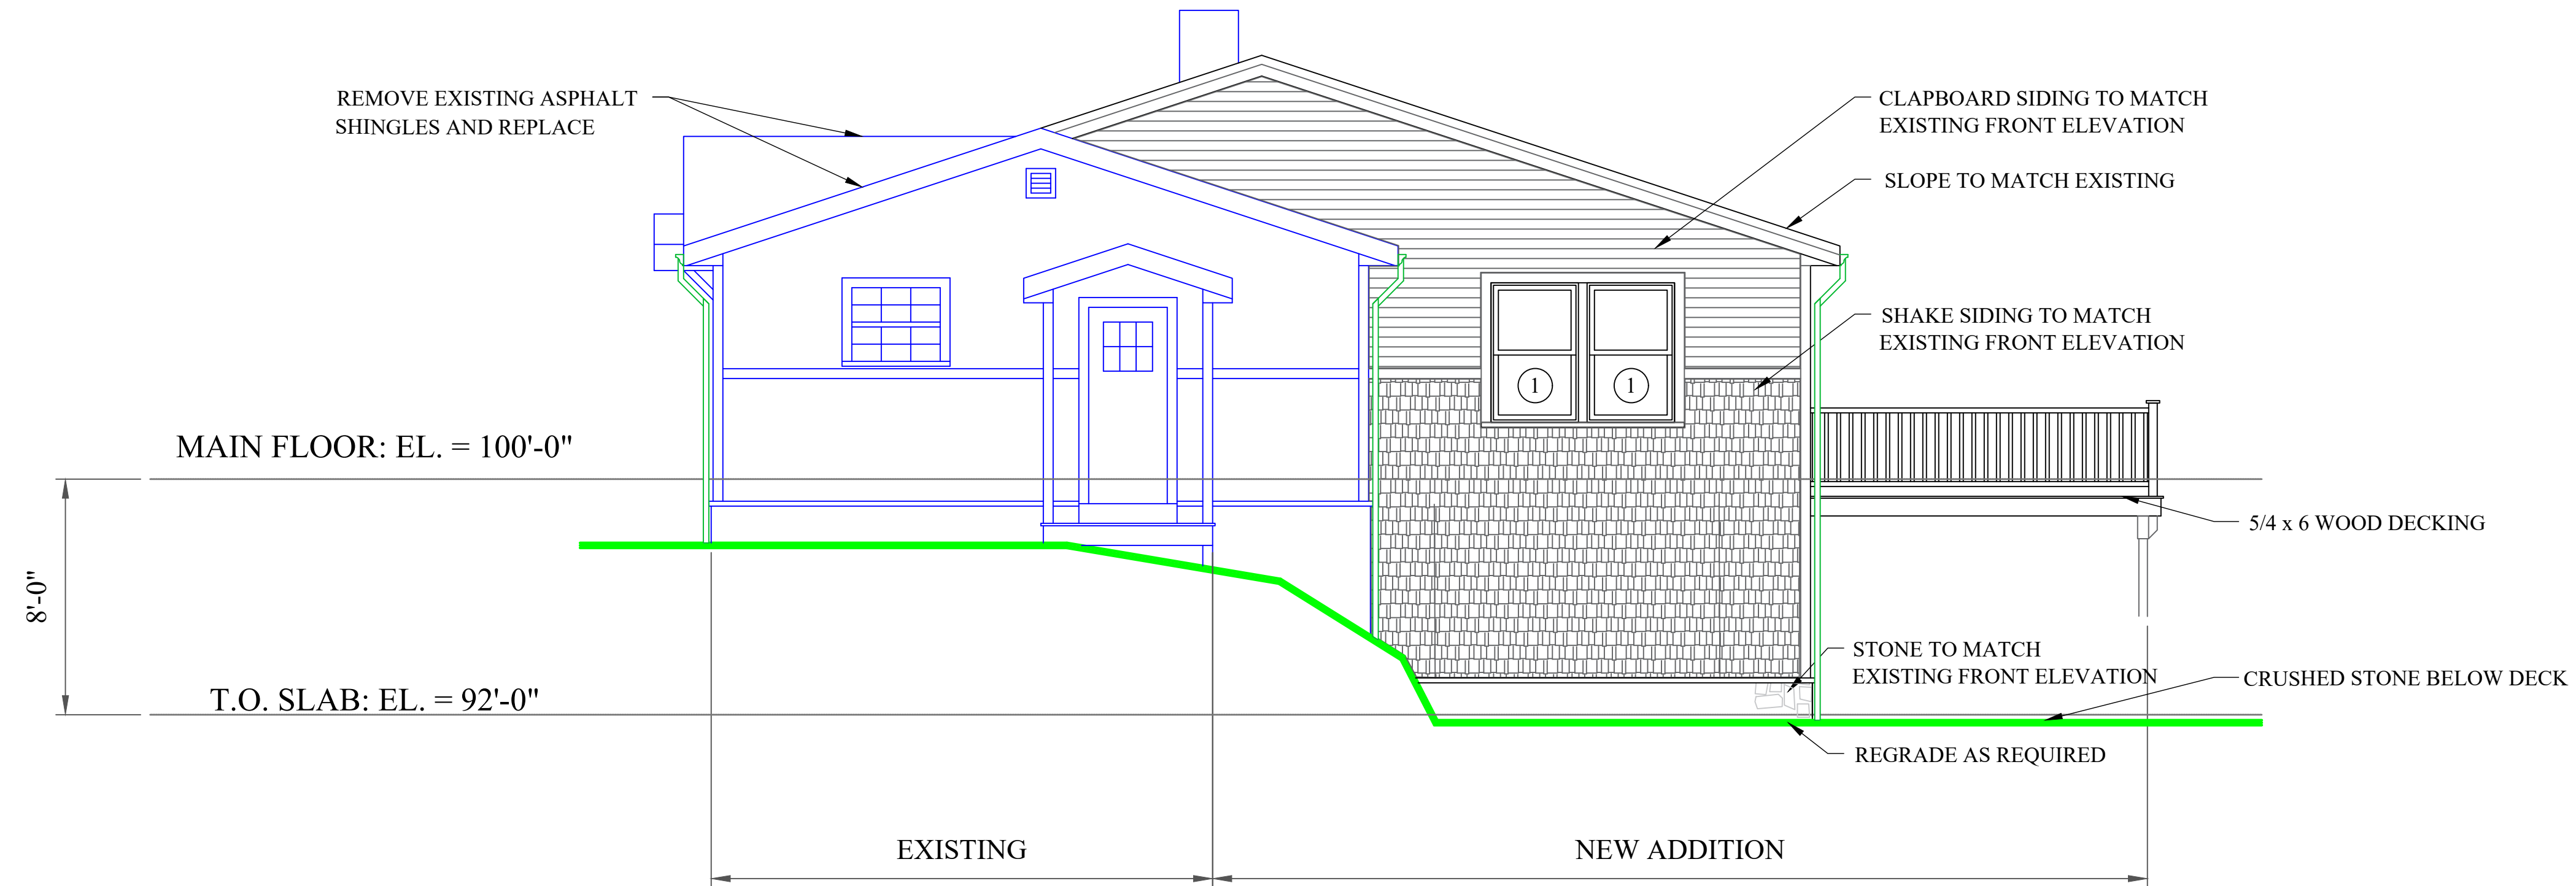 REMOVE EXISTING ASPHALT
SHINGLES AND REPLACE
CLAPBOARD SIDING TO MATCH
EXISTING FRONT ELEVATION
SLOPE TO MATCH EXISTING
SHAKE SIDING TO MATCH
EXISTING FRONT ELEVATION
1 1
MAIN FLOOR: EL. = 100'-0"
5/4 x 6 WOOD DECKING
8'-0"
STONE TO MATCH
EXISTING FRONT ELEVATION
CRUSHED STONE BELOW DECK
T.O. SLAB: EL. = 92'-0"
REGRADE AS REQUIRED
EXISTING
NEW ADDITION